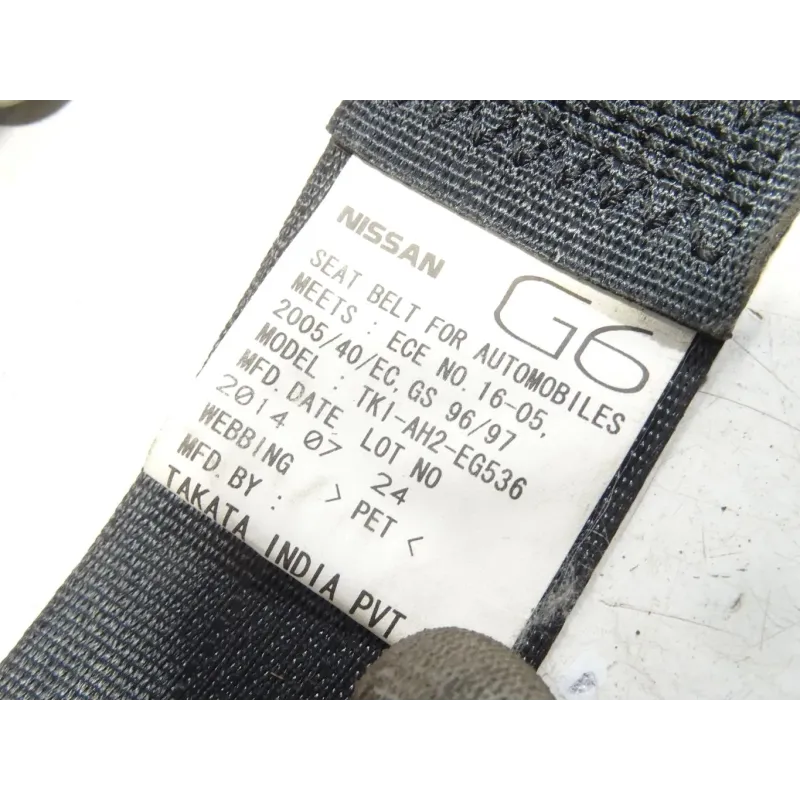 NISSAN
G6
SEAT BELT FOR AUTOMOBILES
MEETS : ECE NO. 16-05,
2005/40/EC, GS 96/97
MODEL : TKI-AH2-EG536
MFD. DATE LOT NO
2014 07 24
WEBBING > PET <
MFD. BY :
TAKATA INDIA PVT